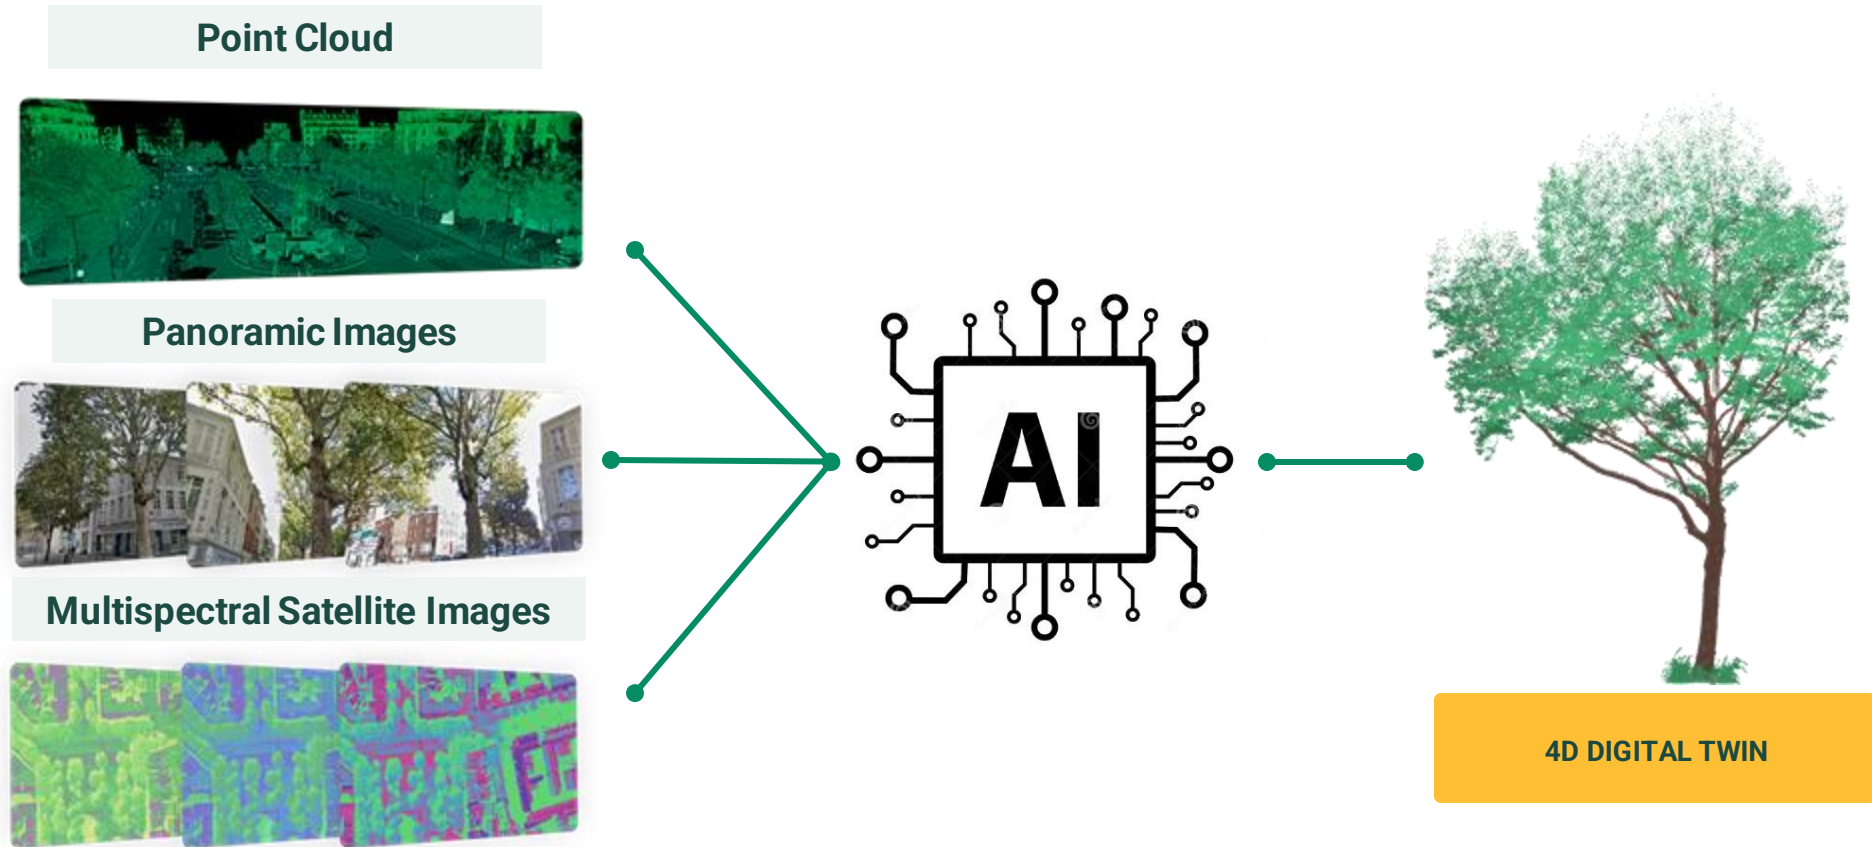 Point Cloud
Panoramic Images
Multispectral Satellite Images
AI
4D DIGITAL TWIN